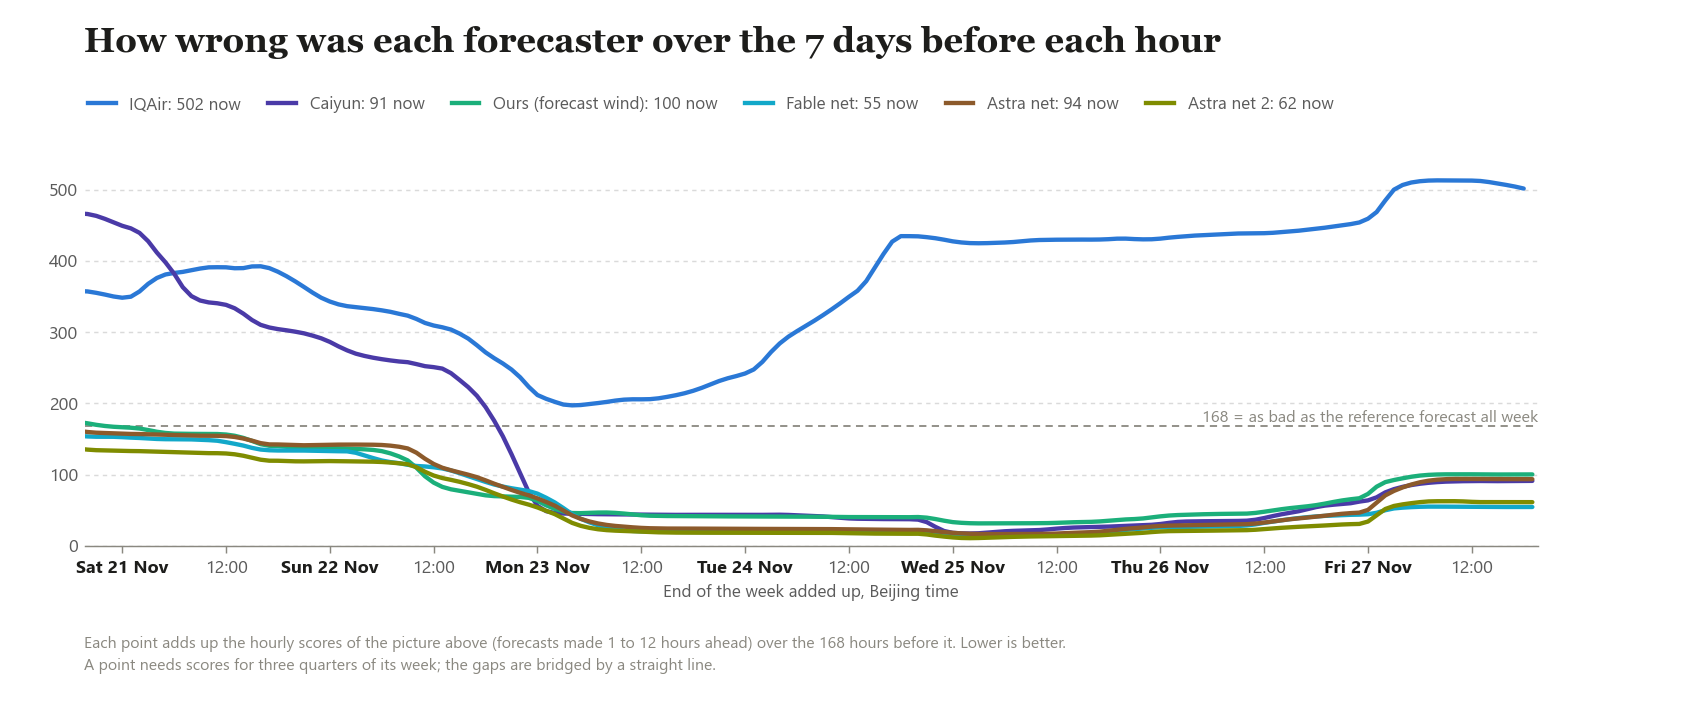 How wrong was each forecaster over the 7 days before each hour
IQAir: 502 now Caiyun: 91 now Ours (forecast wind): 100 now Fable net: 55 now Astra net: 94 now Astra net 2: 62 now
500
400
300
200
168 = as bad as the reference forecast all week
100
0
Sat 21 Nov 12:00 Sun 22 Nov 12:00 Mon 23 Nov 12:00 Tue 24 Nov 12:00 Wed 25 Nov 12:00 Thu 26 Nov 12:00 Fri 27 Nov 12:00
End of the week added up, Beijing time
Each point adds up the hourly scores of the picture above (forecasts made 1 to 12 hours ahead) over the 168 hours before it. Lower is better.
A point needs scores for three quarters of its week; the gaps are bridged by a straight line.